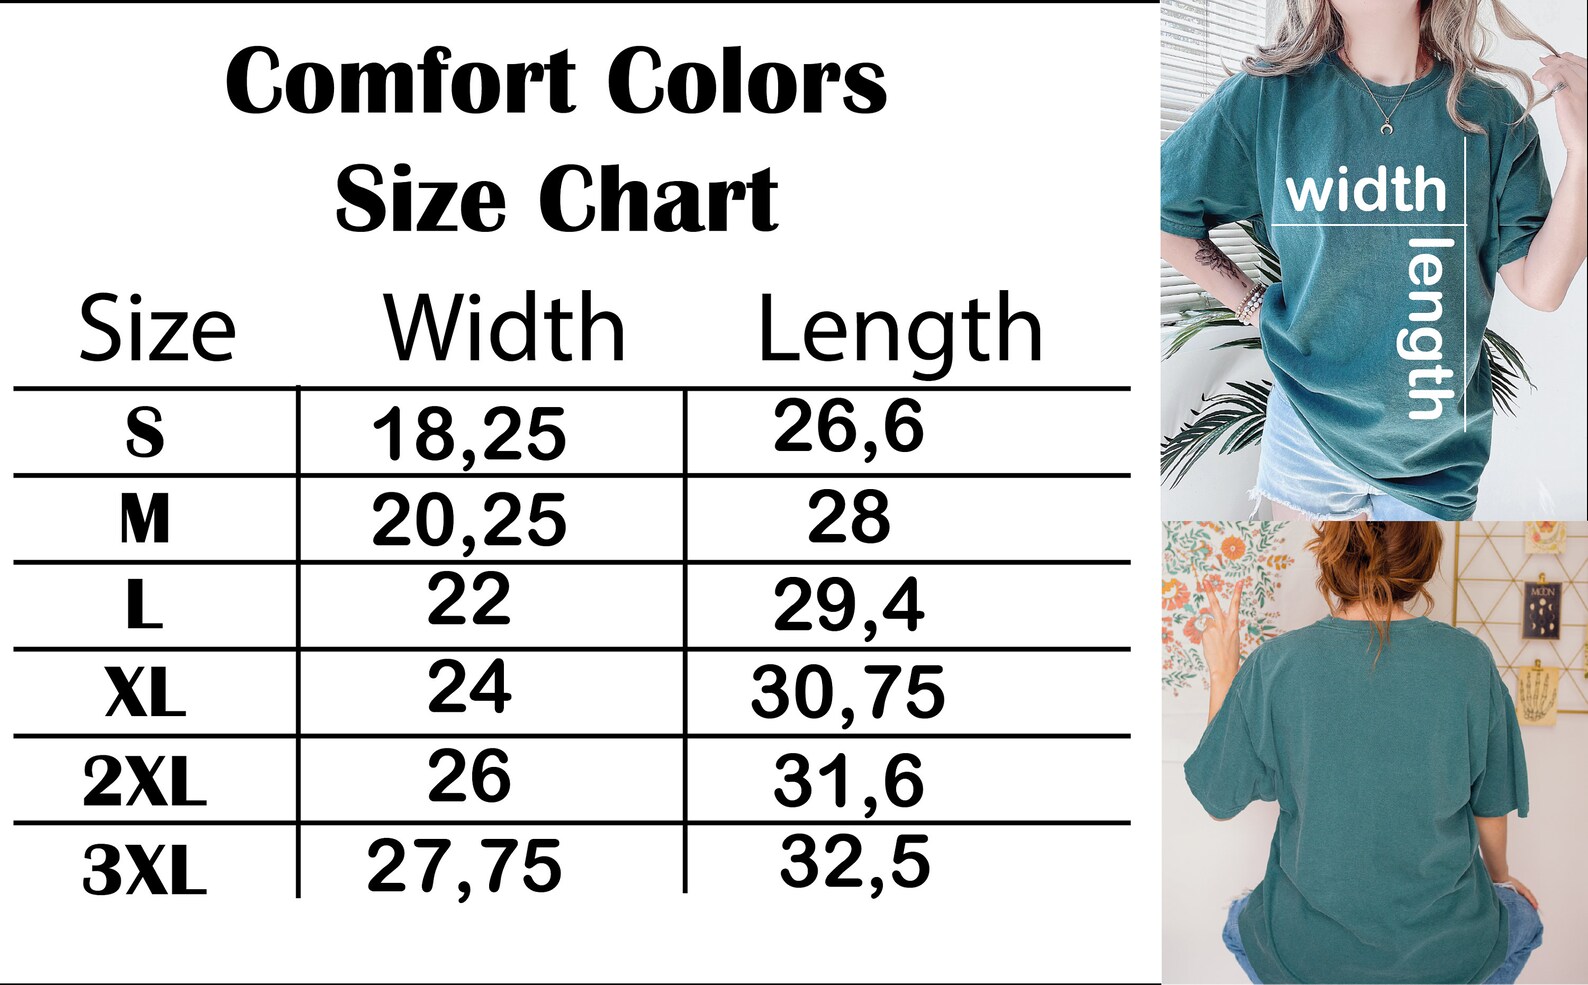 Comfort Colors
Size Chart
Size Width Length
S 18,25 26,6
M 20,25 28
L 22 29,4
XL 24 30,75
2XL 26 31,6
3XL 27,75 32,5
width
length
MOON